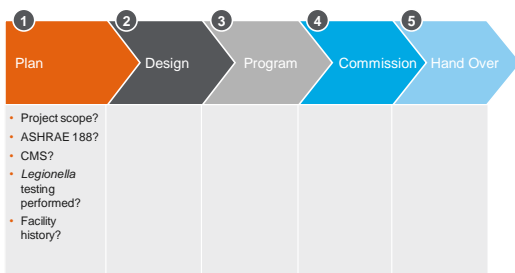 1 2 3 4 5
Plan Design Program Commission Hand Over
• Project scope?
• ASHRAE 188?
• CMS?
• Legionella
testing
performed?
• Facility
history?